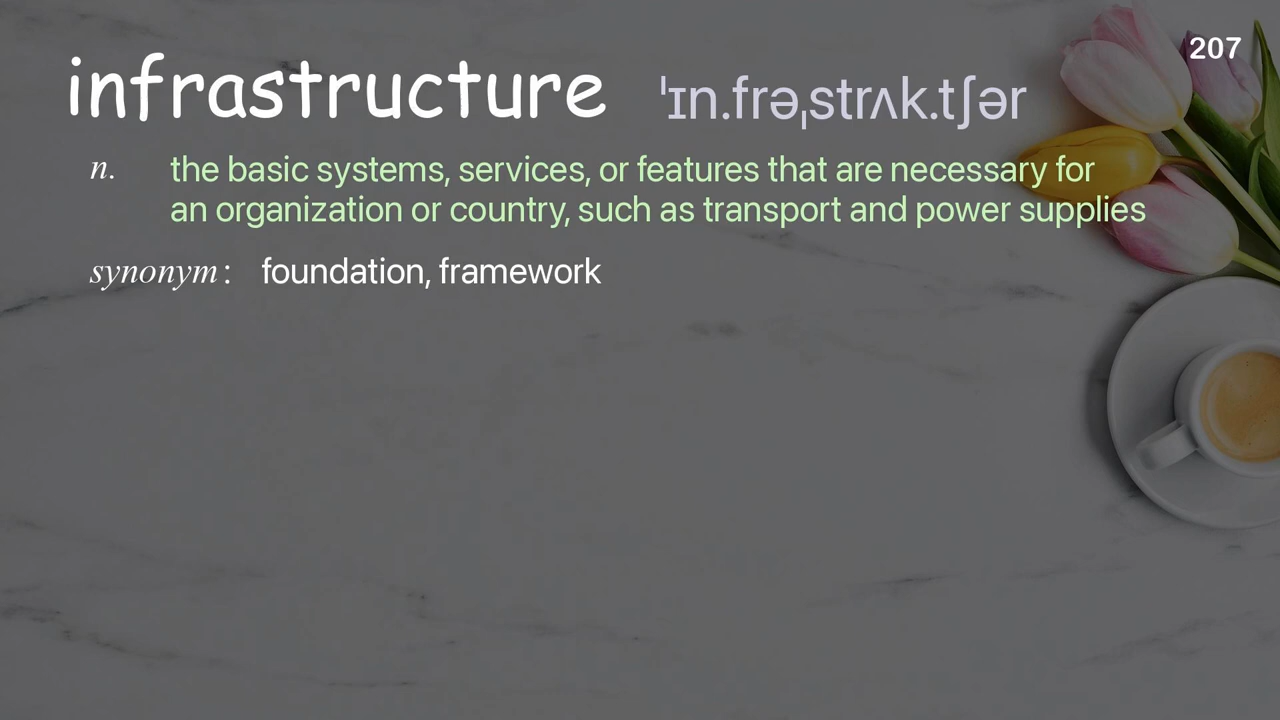 207
infrastructure ˈɪn.frəˌstrʌk.tʃər
n. the basic systems, services, or features that are necessary for
an organization or country, such as transport and power supplies
synonym: foundation, framework